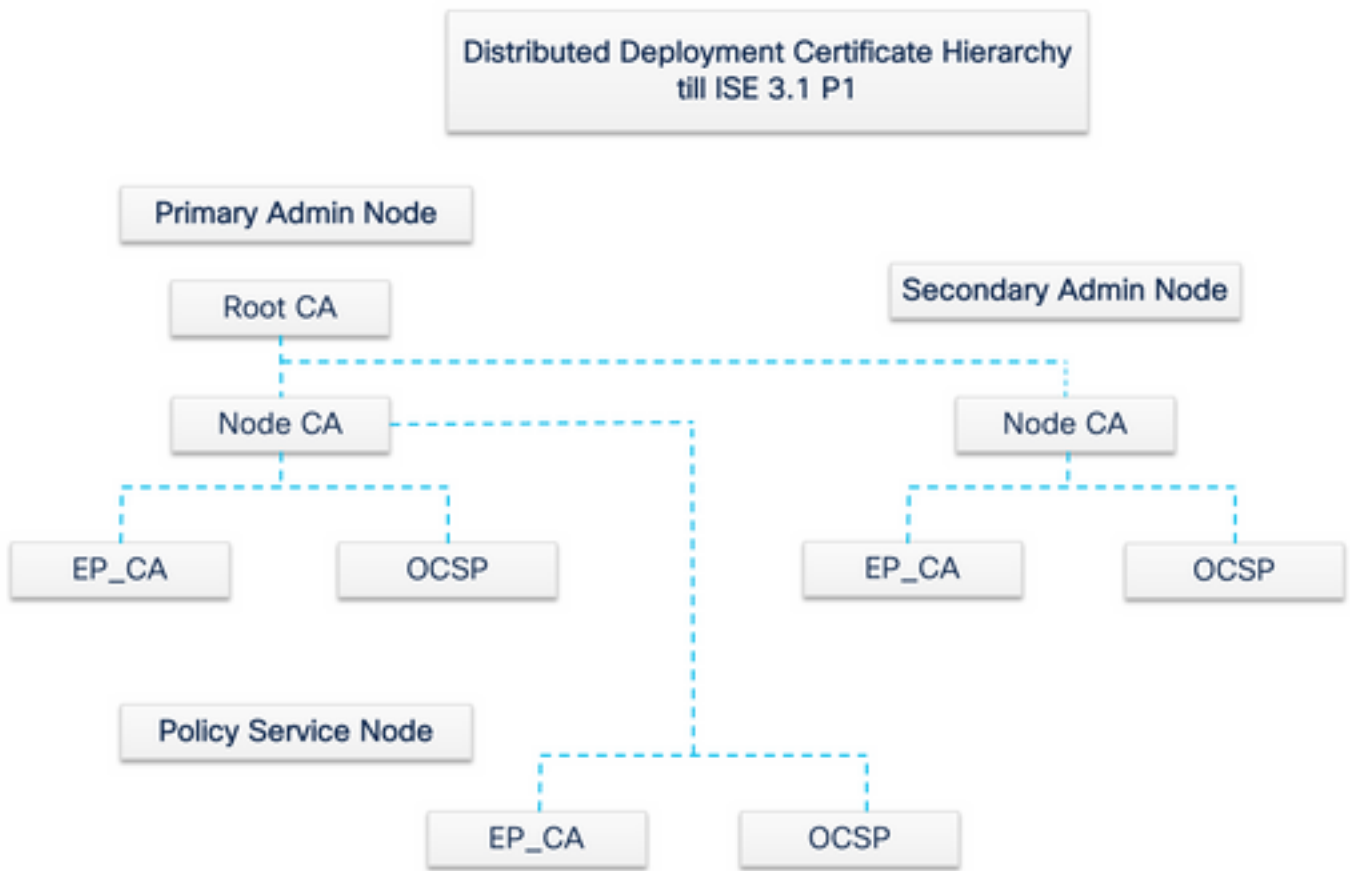 Distributed Deployment Certificate Hierarchy
till ISE 3.1 P1
Primary Admin Node
Secondary Admin Node
Root CA
Node CA
Node CA
EP_CA
OCSP
EP_CA
OCSP
Policy Service Node
EP_CA
OCSP